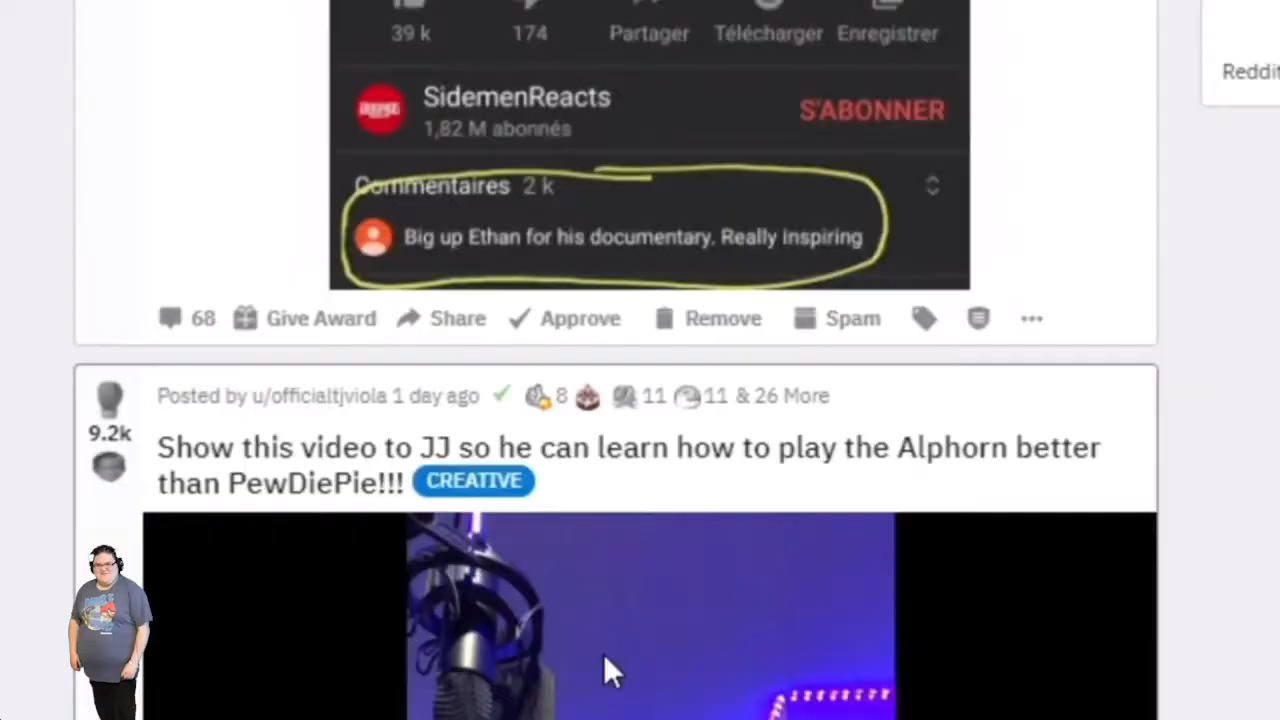 39 k 174 Partager Télécharger Enregistrer
Reddit
SidemenReacts
S'ABONNER
1,82 M abonnés
Commentaires 2 k
Big up Ethan for his documentary. Really inspiring
68 Give Award Share Approve Remove Spam
Posted by u/officialtjviola 1 day ago 8 11 11 & 26 More
9.2k
Show this video to JJ so he can learn how to play the Alphorn better
than PewDiePie!!! CREATIVE